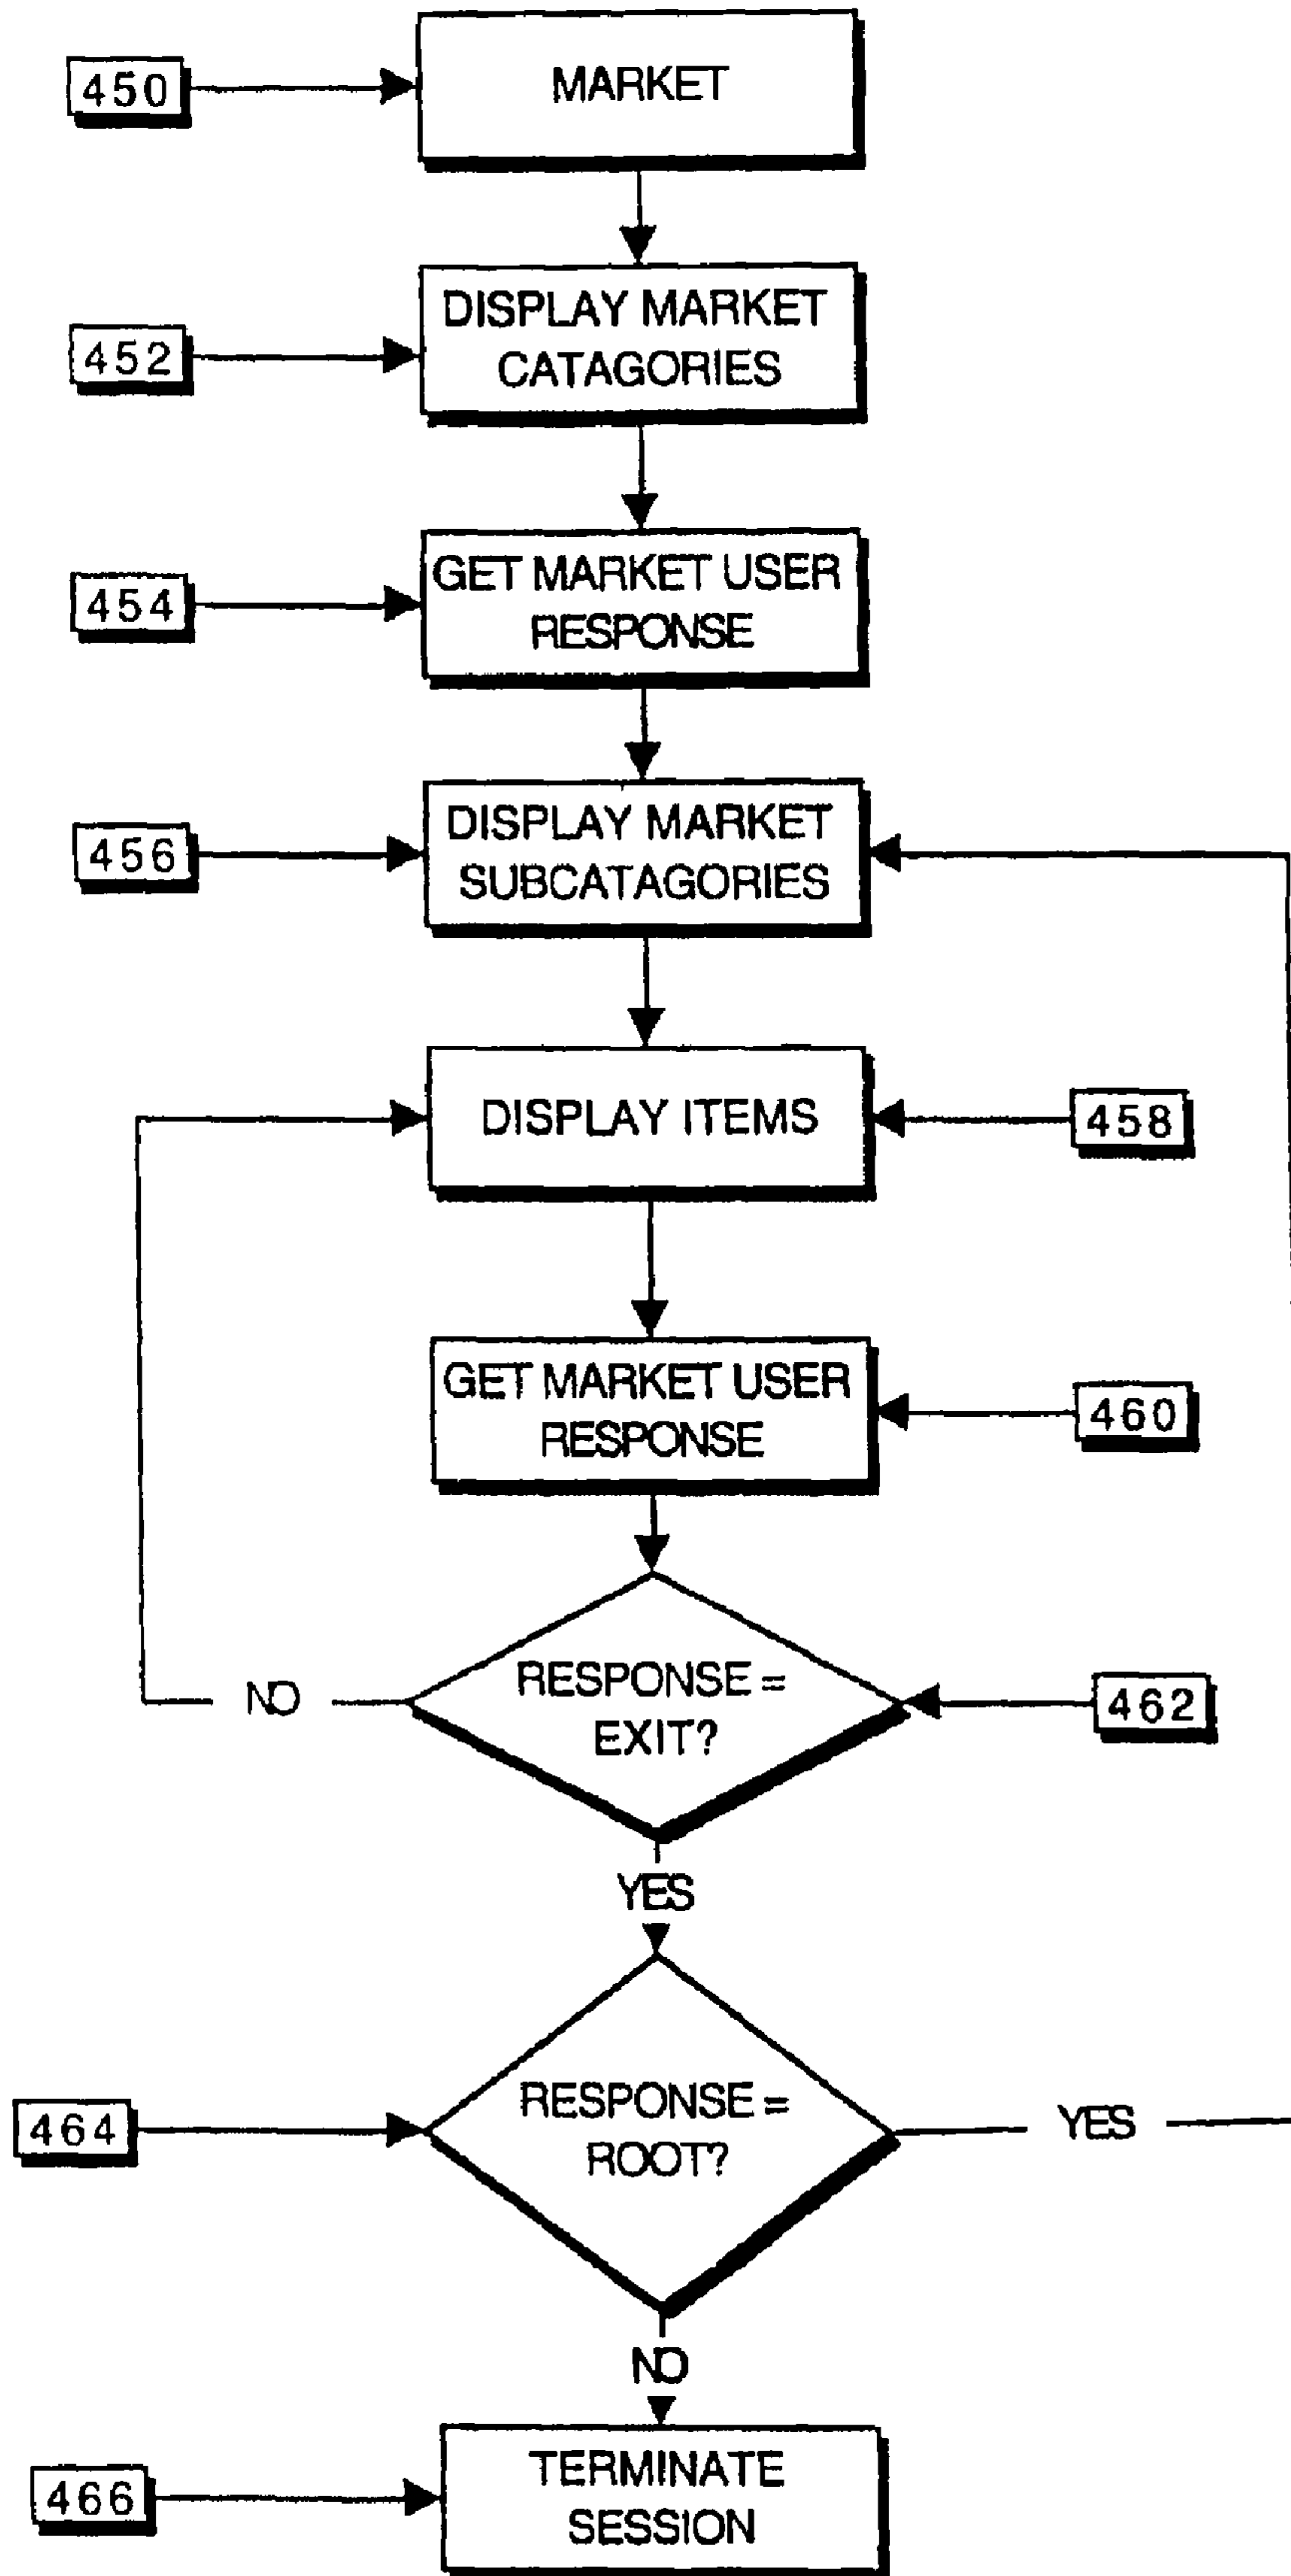 450
MARKET
452
DISPLAY MARKET
CATAGORIES
454
GET MARKET USER
RESPONSE
456
DISPLAY MARKET
SUBCATAGORIES
DISPLAY ITEMS
458
GET MARKET USER
RESPONSE
460
NO
RESPONSE =
EXIT?
462
YES
464
RESPONSE =
ROOT?
YES
NO
466
TERMINATE
SESSION